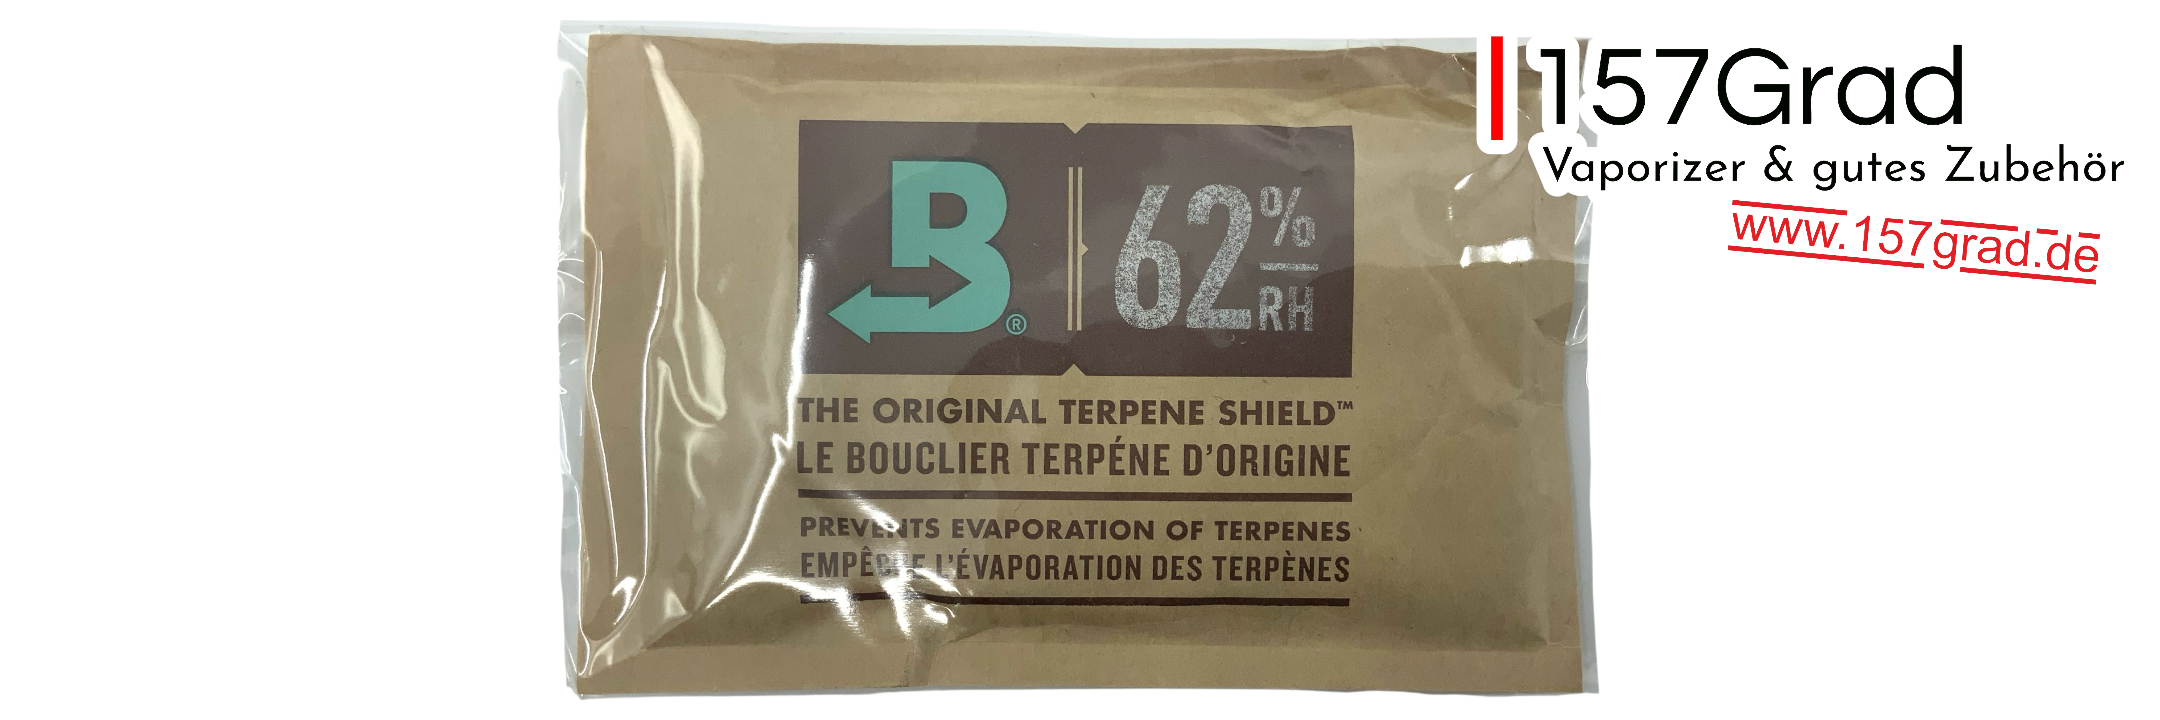 B®
62%
RH
THE ORIGINAL TERPENE SHIELD™
LE BOUCLIER TERPÉNE D'ORIGINE
PREVENTS EVAPORATION OF TERPENES
EMPÊCHE L'ÉVAPORATION DES TERPÈNES
157Grad
Vaporizer & gutes Zubehör
www.157grad.de